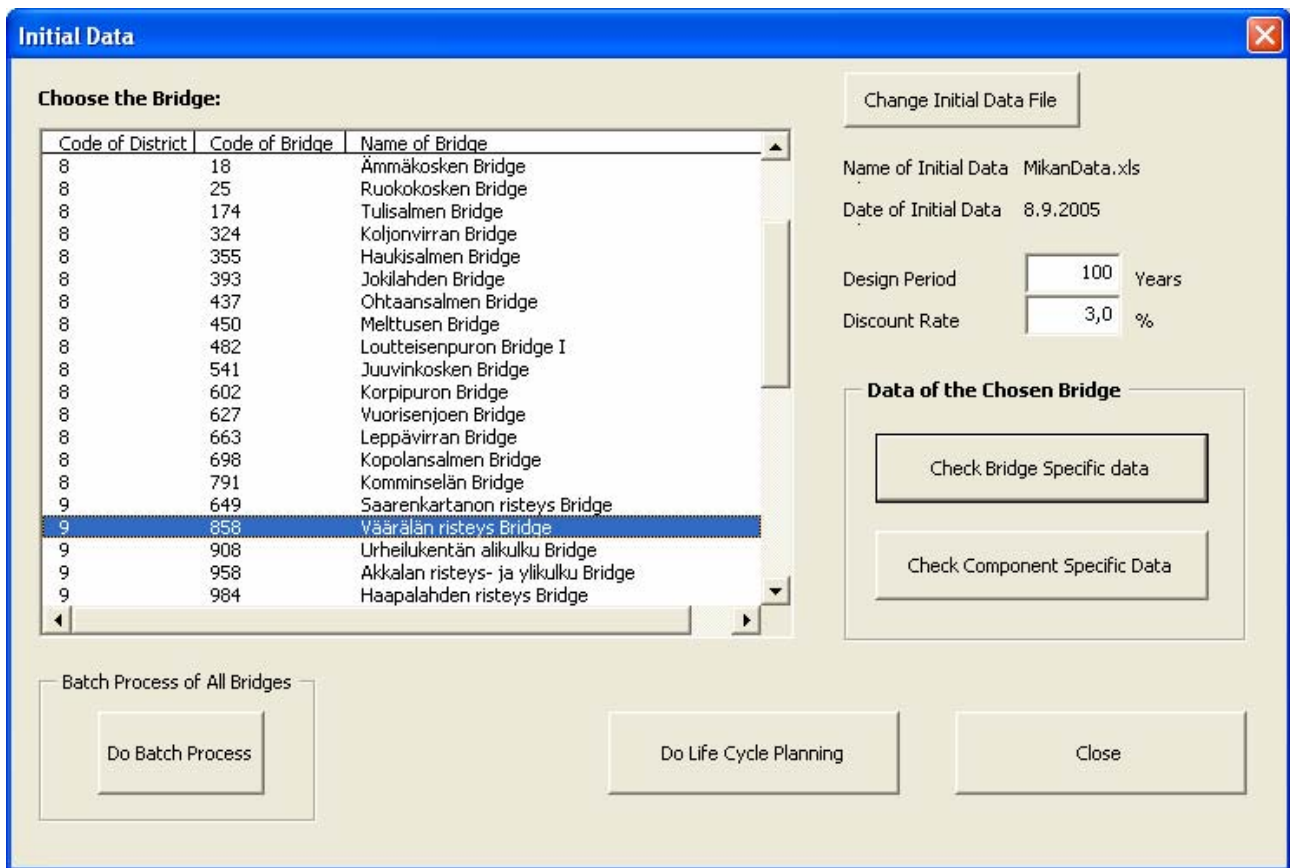 Initial Data
Choose the Bridge:
Change Initial Data File
Code of District Code of Bridge Name of Bridge
8 18 Ämmäkosken Bridge
8 25 Ruokokosken Bridge
8 174 Tulisalmen Bridge
8 324 Koljonvirran Bridge
8 355 Haukisalmen Bridge
8 393 Jokilahden Bridge
8 437 Ohtaansalmen Bridge
8 450 Melttusen Bridge
8 482 Loutteisenpuron Bridge I
8 541 Juuvinkosken Bridge
8 602 Korpipuron Bridge
8 627 Vuorisenjoen Bridge
8 663 Leppävirran Bridge
8 698 Kopolansalmen Bridge
8 791 Komminselän Bridge
9 649 Saarenkartanon risteys Bridge
9 858 Väärälän risteys Bridge
9 908 Urheilukentän alikulku Bridge
9 958 Akkalan risteys- ja ylikulku Bridge
9 984 Haapalahden risteys Bridge
Name of Initial Data MikanData.xls
Date of Initial Data 8.9.2005
Design Period 100 Years
Discount Rate 3,0 %
Data of the Chosen Bridge
Check Bridge Specific data
Check Component Specific Data
Batch Process of All Bridges
Do Batch Process
Do Life Cycle Planning
Close